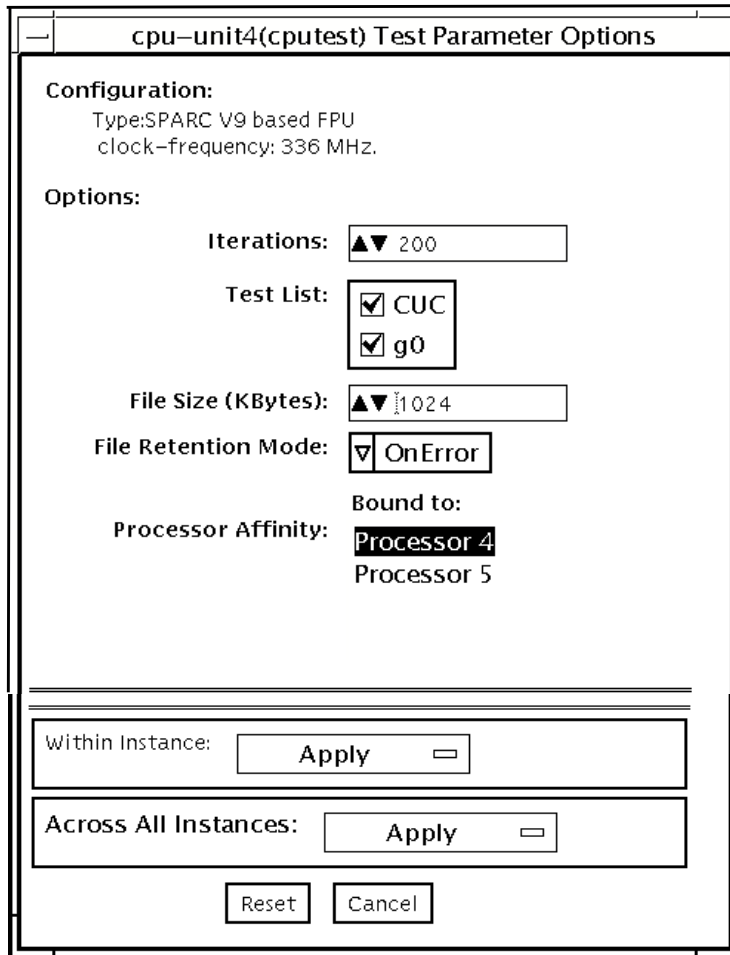 cpu−unit4(cputest) Test Parameter Options
Configuration:
Type:SPARC V9 based FPU
clock−frequency: 336 MHz.
Options:
Iterations: 200
Test List: CUC
g0
File Size (KBytes): 1024
File Retention Mode: OnError
Bound to:
Processor Affinity: Processor 4
Processor 5
Within Instance: Apply
Across All Instances: Apply
Reset Cancel